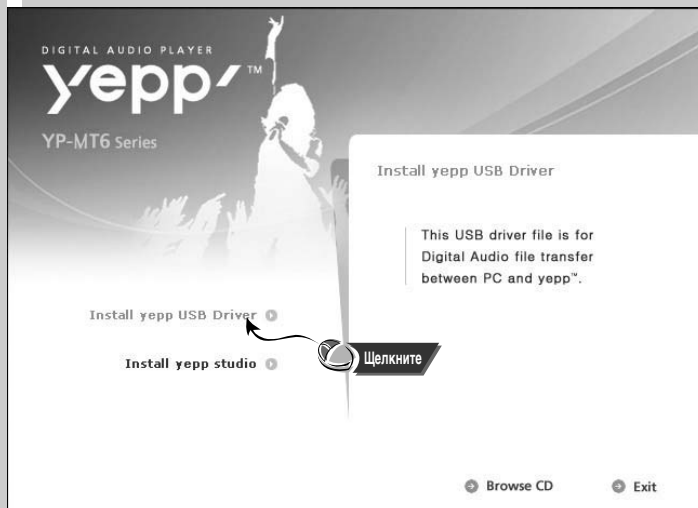 DIGITAL AUDIO PLAYER
yepp'™
YP-MT6 Series
Install yepp USB Driver
This USB driver file is for
Digital Audio file transfer
between PC and yepp™.
Install yepp USB Driver
Щелкните
Install yepp studio
Browse CD
Exit